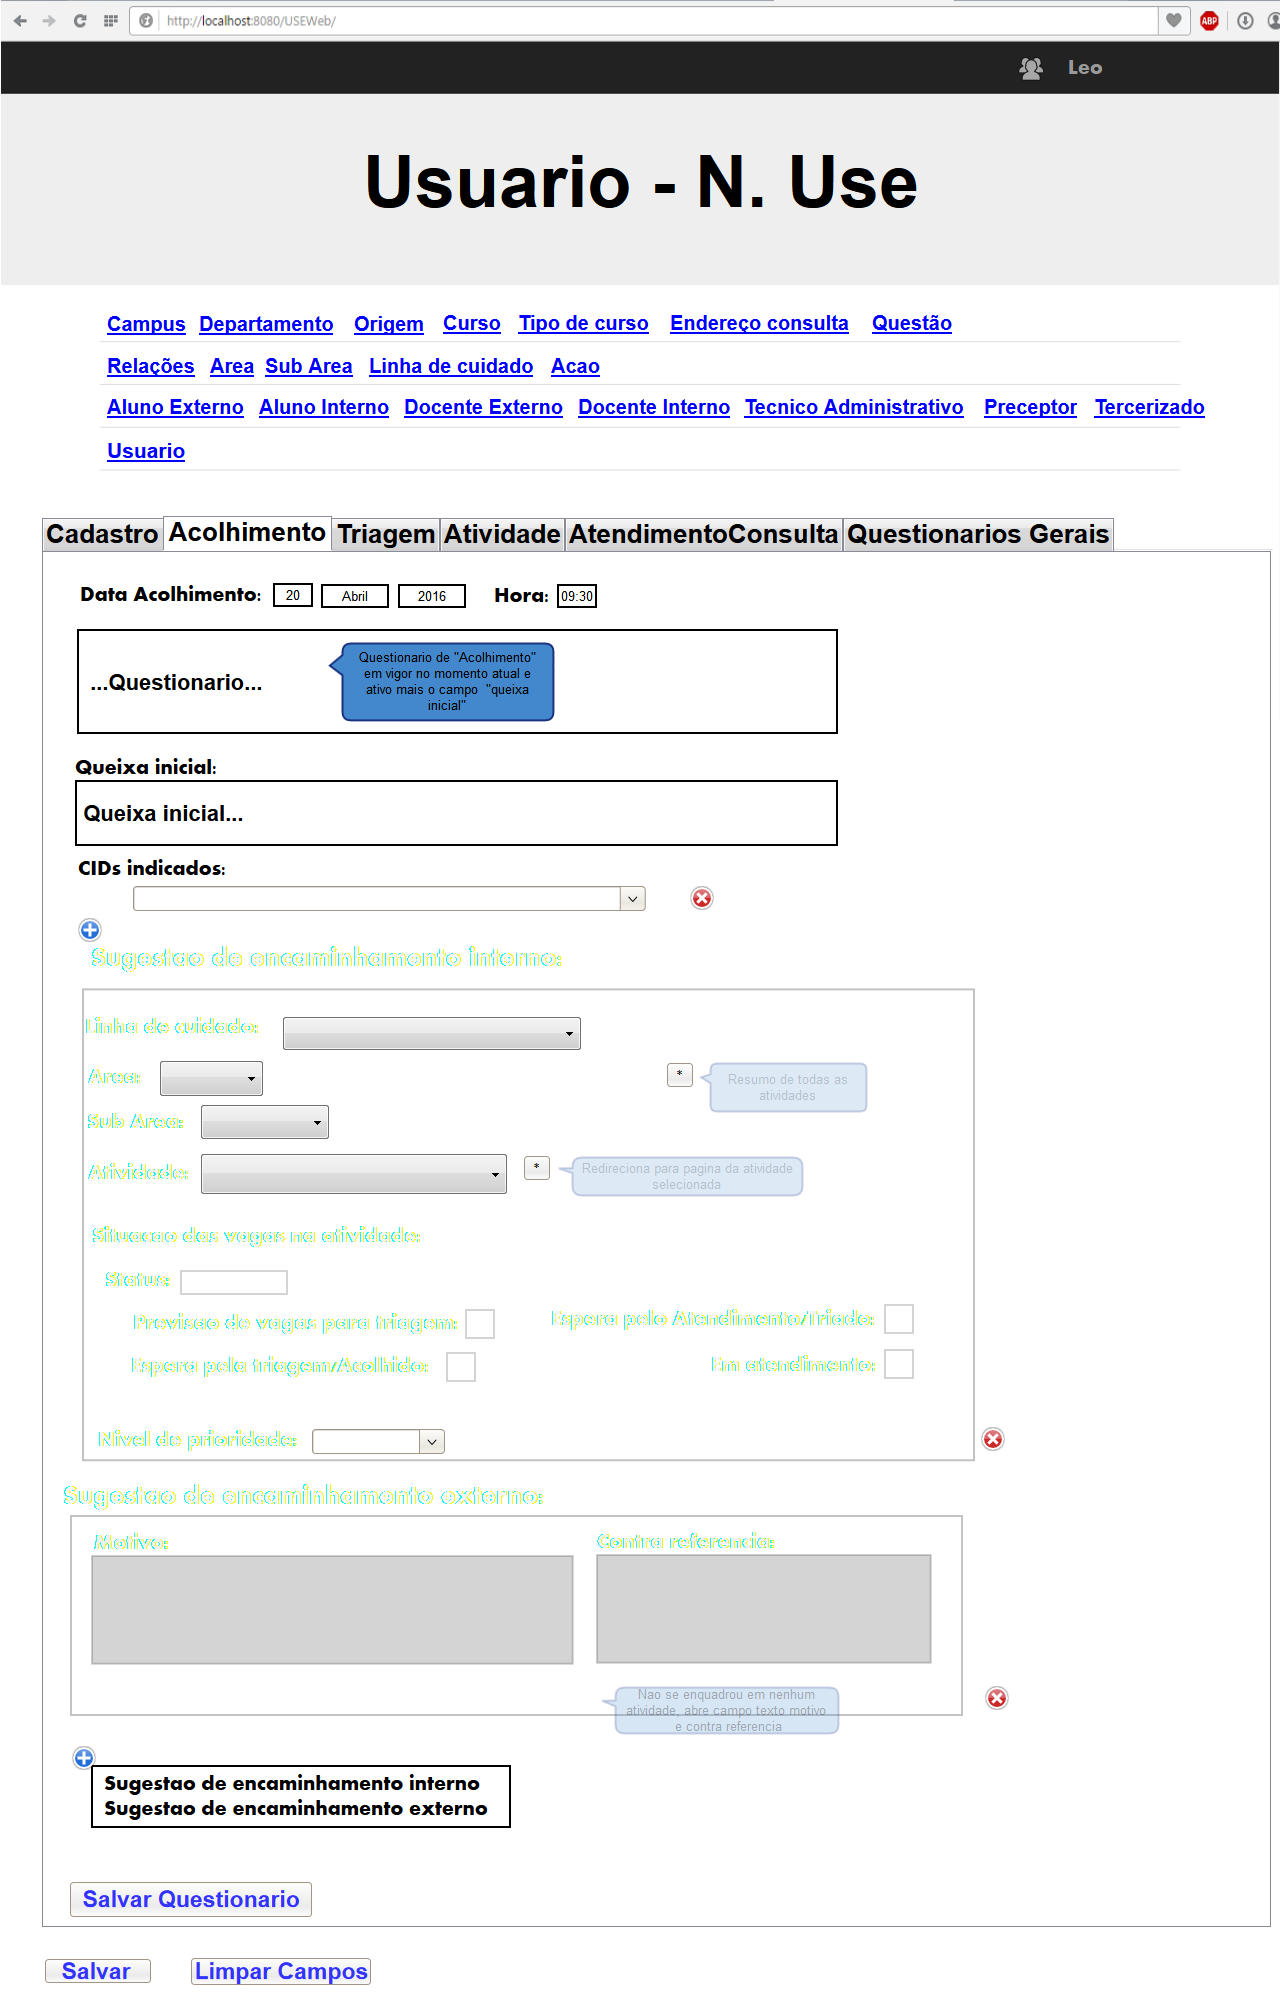 http://localhost:8080/USEWeb/
ABP
Leo
Usuario - N. Use
Campus Departamento Origem Curso Tipo de curso Endereço consulta Questão
Relações Area Sub Area Linha de cuidado Acao
Aluno Externo Aluno Interno Docente Externo Docente Interno Tecnico Administrativo Preceptor Tercerizado
Usuario
Cadastro Acolhimento Triagem Atividade AtendimentoConsulta Questionarios Gerais
Data Acolhimento: 20 Abril 2016 Hora: 09:30
...Questionario...
Questionario de "Acolhimento"
em vigor no momento atual e
ativo mais o campo "queixa
inicial"
Queixa inicial:
Queixa inicial...
CIDs indicados:
Sugestao de encaminhamento interno:
Linha de cuidado:
Area:
*
Resumo de todas as
atividades
Sub Area:
Atividade:
*
Redireciona para pagina da atividade
selecionada
Situacao das vagas na atividade:
Status:
Previsao de vagas para triagem: Espera pelo Atendimento/Triado:
Espera pela triagem/Acolhido: Em atendimento:
Nivel de prioridade:
Sugestao de encaminhamento externo:
Motivo: Contra referencia:
Nao se enquadrou em nenhum
atividade, abre campo texto motivo
e contra referencia
Sugestao de encaminhamento interno
Sugestao de encaminhamento externo
Salvar Questionario
Salvar Limpar Campos